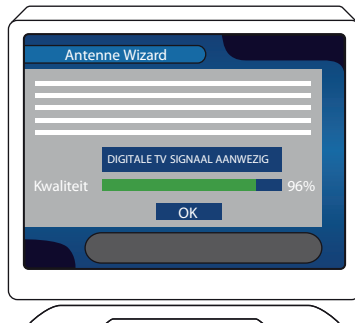 Antenne Wizard
DIGITALE TV SIGNAAL AANWEZIG
Kwaliteit 96%
OK